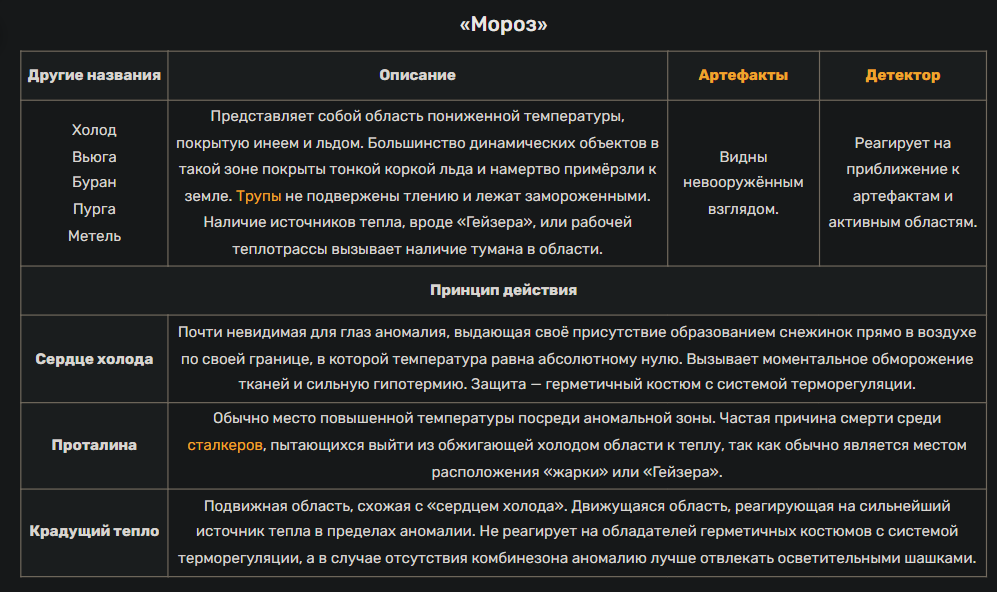 «Мороз»
Другие названия
Описание
Артефакты
Детектор
Холод
Вьюга
Буран
Пурга
Метель
Представляет собой область пониженной температуры,
покрытую инеем и льдом. Большинство динамических объектов в
такой зоне покрыты тонкой коркой льда и намертво примёрзли к
земле. Трупы не подвержены тлению и лежат замороженными.
Наличие источников тепла, вроде «Гейзера», или рабочей
теплотрассы вызывает наличие тумана в области.
Видны
невооружённым
взглядом.
Реагирует на
приближение к
артефактам и
активным областям.
Принцип действия
Сердце холода
Почти невидимая для глаз аномалия, выдающая своё присутствие образованием снежинок прямо в воздухе
по своей границе, в которой температура равна абсолютному нулю. Вызывает моментальное обморожение
тканей и сильную гипотермию. Защита — герметичный костюм с системой терморегуляции.
Проталина
Обычно место повышенной температуры посреди аномальной зоны. Частая причина смерти среди
сталкеров, пытающихся выйти из обжигающей холодом области к теплу, так как обычно является местом
расположения «жарки» или «Гейзера».
Крадущий тепло
Подвижная область, схожая с «сердцем холода». Движущаяся область, реагирующая на сильнейший
источник тепла в пределах аномалии. Не реагирует на обладателей герметичных костюмов с системой
терморегуляции, а в случае отсутствия комбинезона аномалию лучше отвлекать осветительными шашками.